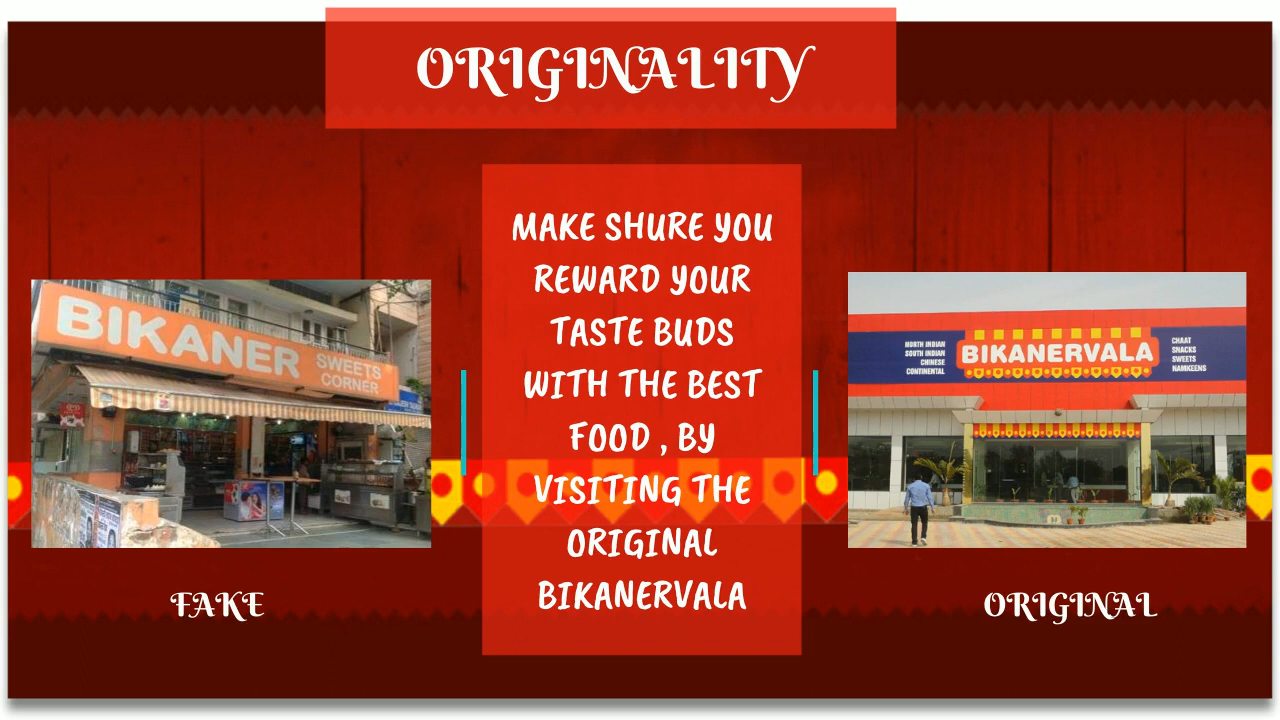 ORIGINALITY
MAKE SHURE YOU
REWARD YOUR
TASTE BUDS
WITH THE BEST
FOOD , BY
VISITING THE
ORIGINAL
BIKANERVALA
BIKANER
SWEETS
CORNER
FAKE
NORTH INDIAN
SOUTH INDIAN
CHINESE
CONTINENTAL
BIKANERVALA
CHAAT
SNACKS
SWEETS
NAMKEENS
ORIGINAL